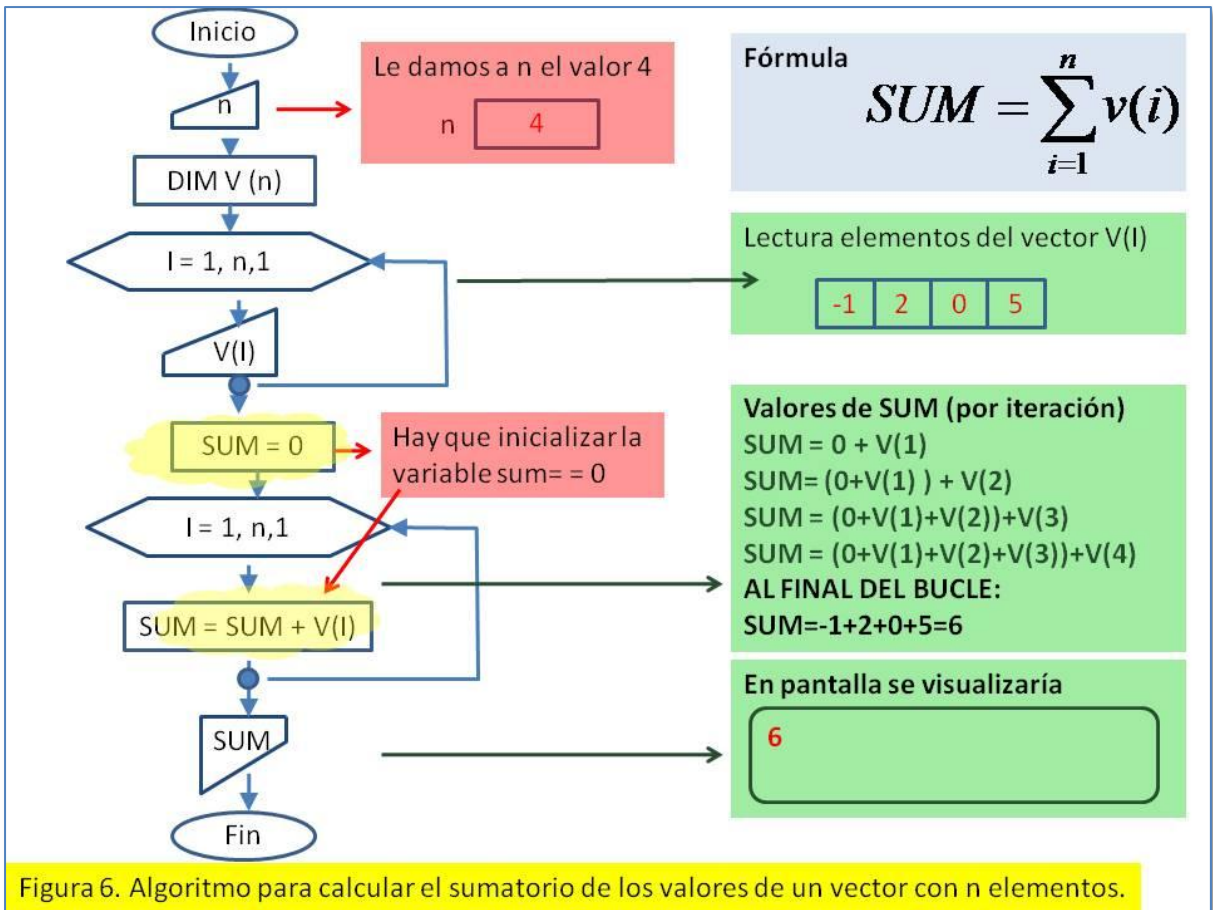 Inicio
n
Le damos a n el valor 4
n 4
DIM V (n)
I = 1, n,1
V(I)
SUM = 0
Hay que inicializar la
variable sum= = 0
I = 1, n,1
SUM = SUM + V(I)
SUM
Fin
Fórmula
n
SUM = ∑ v(i)
i=1
Lectura elementos del vector V(I)
-1 2 0 5
Valores de SUM (por iteración)
SUM = 0 + V(1)
SUM= (0+V(1) ) + V(2)
SUM = (0+V(1)+V(2))+V(3)
SUM = (0+V(1)+V(2)+V(3))+V(4)
AL FINAL DEL BUCLE:
SUM=-1+2+0+5=6
En pantalla se visualizaría
6
Figura 6. Algoritmo para calcular el sumatorio de los valores de un vector con n elementos.